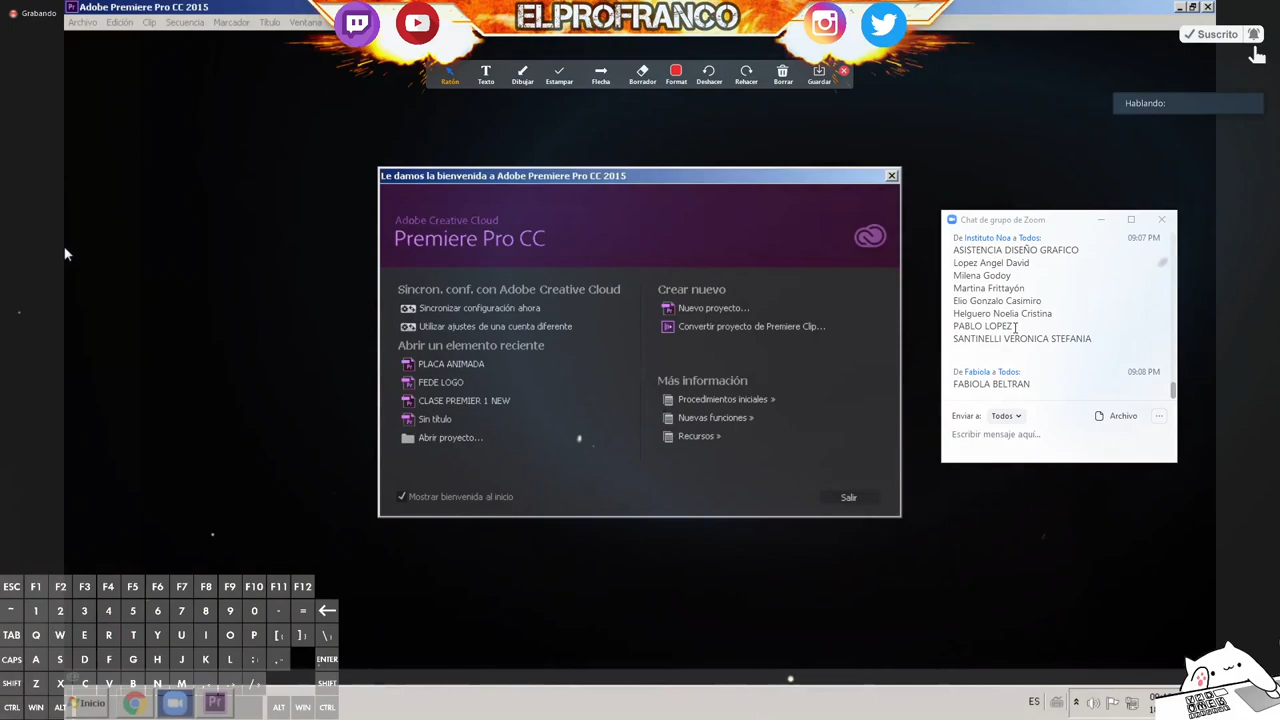 Grabando
Adobe Premiere Pro CC 2015
Archivo Edición Clip Secuencia Marcador Título Ventana
ELPROFRANCO
Suscrito
Ratón Texto Dibujar Estampar Flecha Borrador Format Deshacer Rehacer Borrar Guardar
Hablando:
Le damos la bienvenida a Adobe Premiere Pro CC 2015
Adobe Creative Cloud
Premiere Pro CC
Sincron. conf. con Adobe Creative Cloud
Sincronizar configuración ahora
Utilizar ajustes de una cuenta diferente
Abrir un elemento reciente
PLACA ANIMADA
FEDE LOGO
CLASE PREMIER 1 NEW
Sin título
Abrir proyecto...
Mostrar bienvenida al inicio
Crear nuevo
Nuevo proyecto...
Convertir proyecto de Premiere Clip...
Más información
Procedimientos iniciales »
Nuevas funciones »
Recursos »
Salir
Chat de grupo de Zoom
De Instituto Noa a Todos: 09:07 PM
ASISTENCIA DISEÑO GRAFICO
Lopez Angel David
Milena Godoy
Martina Frittayón
Elio Gonzalo Casimiro
Helguero Noelia Cristina
PABLO LOPEZ
SANTINELLI VERONICA STEFANIA
De Fabiola a Todos: 09:08 PM
FABIOLA BELTRAN
Enviar a: Todos Archivo ...
Escribir mensaje aquí...
ESC F1 F2 F3 F4 F5 F6 F7 F8 F9 F10 F11 F12
~ 1 2 3 4 5 6 7 8 9 0 - =
TAB Q W E R T Y U I O P [{ ]} \|
CAPS A S D F G H J K L ENTER
SHIFT Z X C V B N M SHIFT
CTRL WIN ALT ALT WIN CTRL
Inicio
Pr
ES